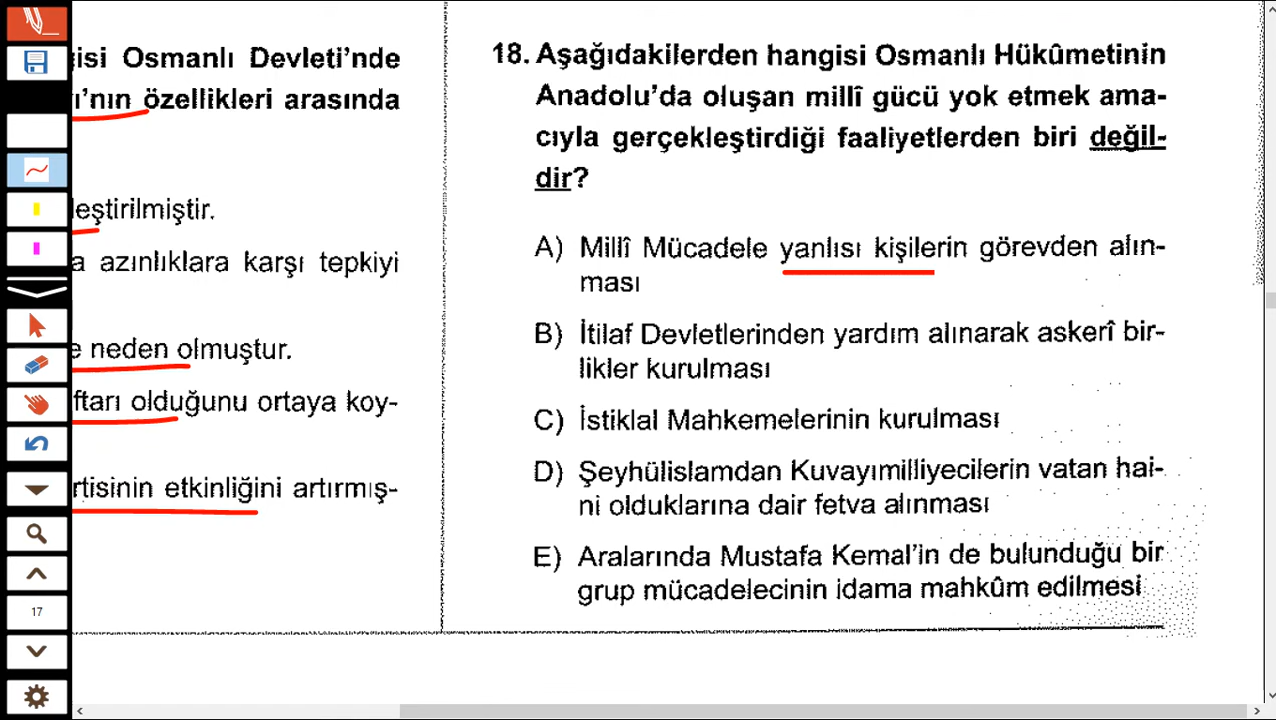 gisi Osmanlı Devleti’nde
’nın özellikleri arasında
leştirilmiştir.
a azınlıklara karşı tepkiyi
e neden olmuştur.
ftarı olduğunu ortaya koy-
rtisinin etkinliğini artırmış-
18. Aşağıdakilerden hangisi Osmanlı Hükûmetinin
Anadolu’da oluşan millî gücü yok etmek ama-
cıyla gerçekleştirdiği faaliyetlerden biri değil-
dir?
A) Millî Mücadele yanlısı kişilerin görevden alın-
ması
B) İtilaf Devletlerinden yardım alınarak askerî bir-
likler kurulması
C) İstiklal Mahkemelerinin kurulması
D) Şeyhülislamdan Kuvayımilliyecilerin vatan hai-
ni olduklarına dair fetva alınması
E) Aralarında Mustafa Kemal’in de bulunduğu bir
grup mücadelecinin idama mahkûm edilmesi
17